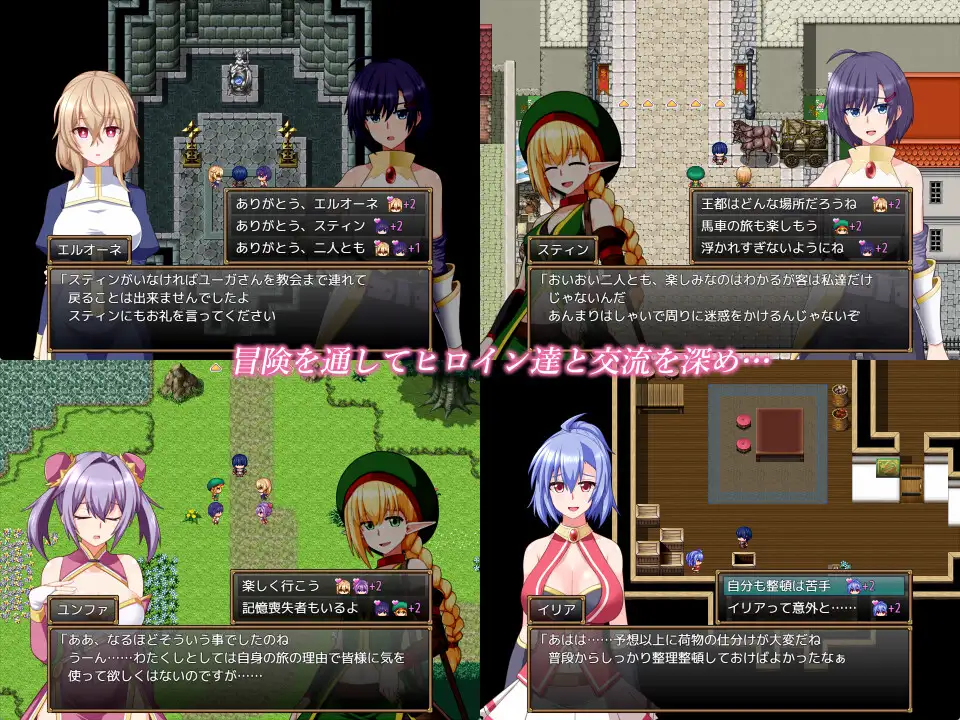 ありがとう、エルオーネ +2
ありがとう、スティン +2
ありがとう、二人とも +1
エルオーネ
「スティンがいなければユーガさんを教会まで連れて
戻ることは出来ませんでしたよ
スティンにもお礼を言ってください
王都はどんな場所だろうね +2
馬車の旅も楽しもう +2
浮かれすぎないようにね +2
スティン
「おいおい二人とも、楽しみなのはわかるが客は私達だけ
じゃないんだ
あんまりはしゃいで周りに迷惑をかけるんじゃないぞ
冒険を通してヒロイン達と交流を深め…
楽しく行こう +2
記憶喪失者もいるよ +2
ユンファ
「ああ、なるほどそういう事でしたのね
うーん……わたくしとしては自身の旅の理由で皆様に気を
使って欲しくはないのですが……
自分も整頓は苦手 +2
イリアって意外と…… +2
イリア
「あはは……予想以上に荷物の仕分けが大変だね
普段からしっかり整理整頓しておけばよかったなぁ